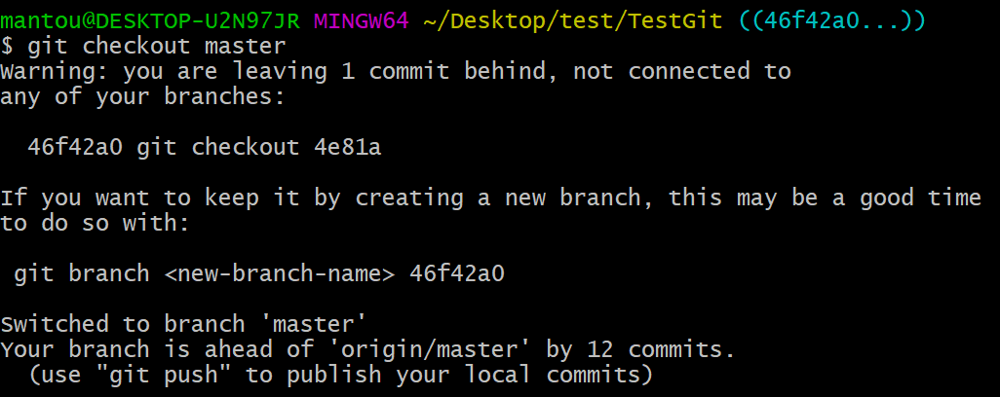 mantou@DESKTOP-U2N97JR MINGW64 ~/Desktop/test/TestGit ((46f42a0...))
$ git checkout master
Warning: you are leaving 1 commit behind, not connected to
any of your branches:
46f42a0 git checkout 4e81a
If you want to keep it by creating a new branch, this may be a good time
to do so with:
git branch <new-branch-name> 46f42a0
Switched to branch 'master'
Your branch is ahead of 'origin/master' by 12 commits.
(use "git push" to publish your local commits)